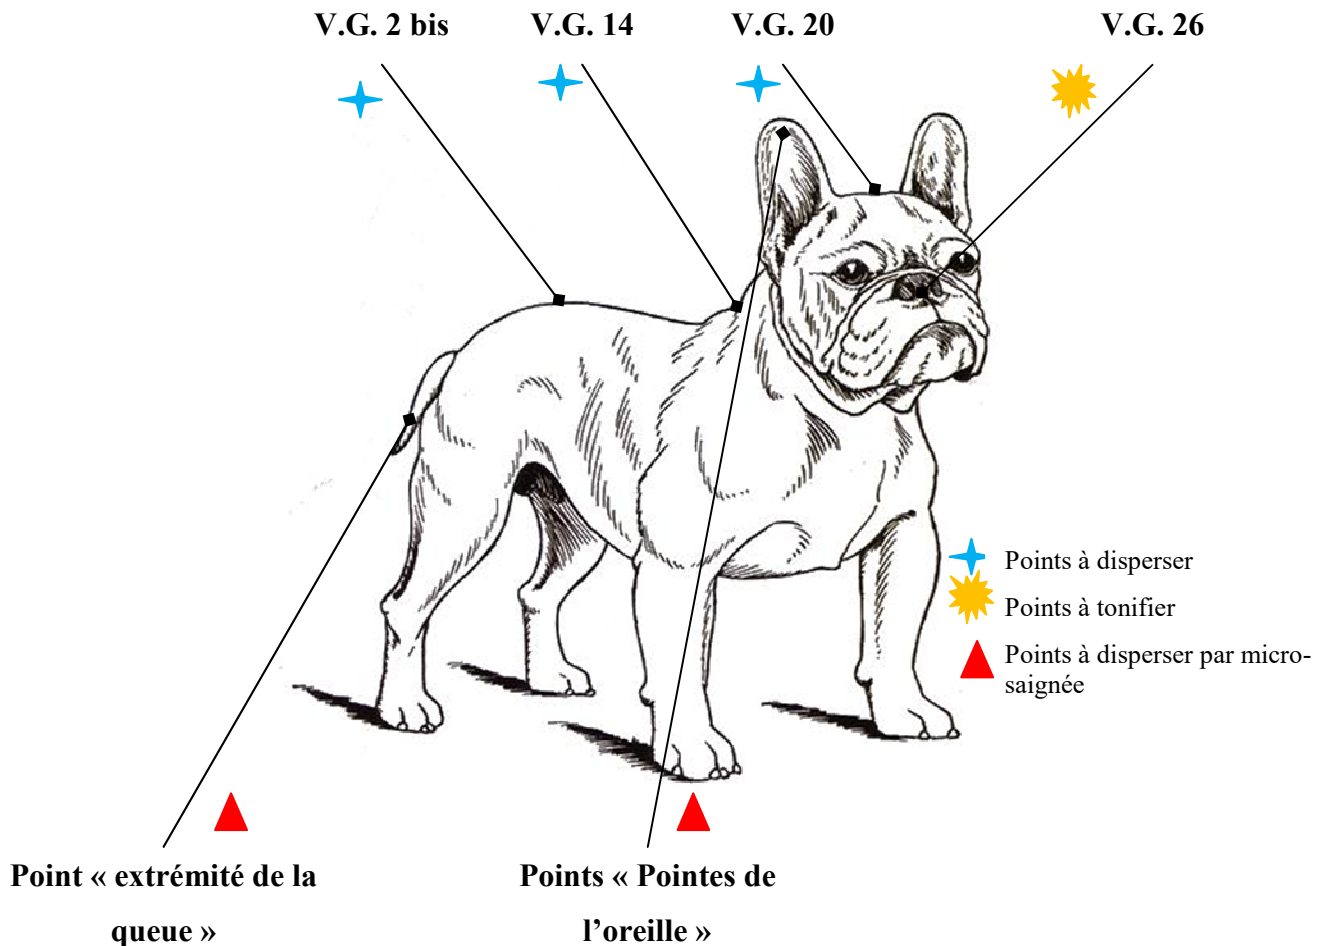 V.G. 2 bis
V.G. 14
V.G. 20
V.G. 26
Points à disperser
Points à tonifier
Points à disperser par micro-
saignée
Point « extrémité de la
queue »
Points « Pointes de
l’oreille »